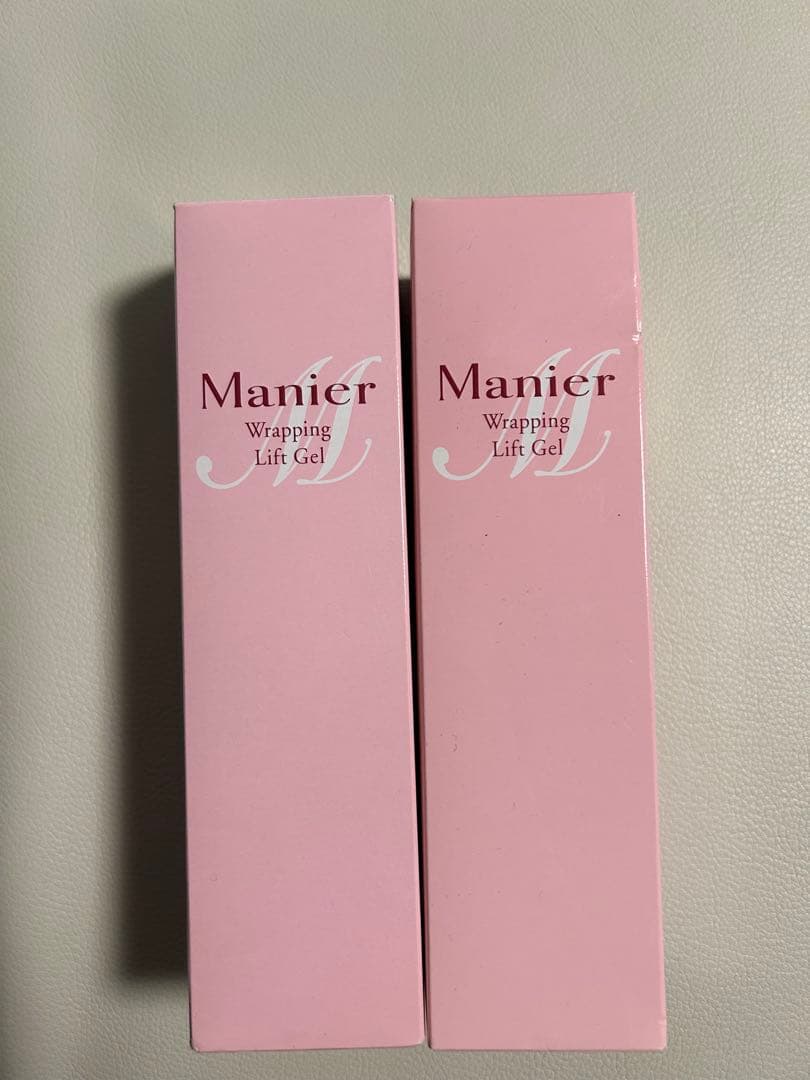 Manier
M
Wrapping
Lift Gel
Manier
M
Wrapping
Lift Gel